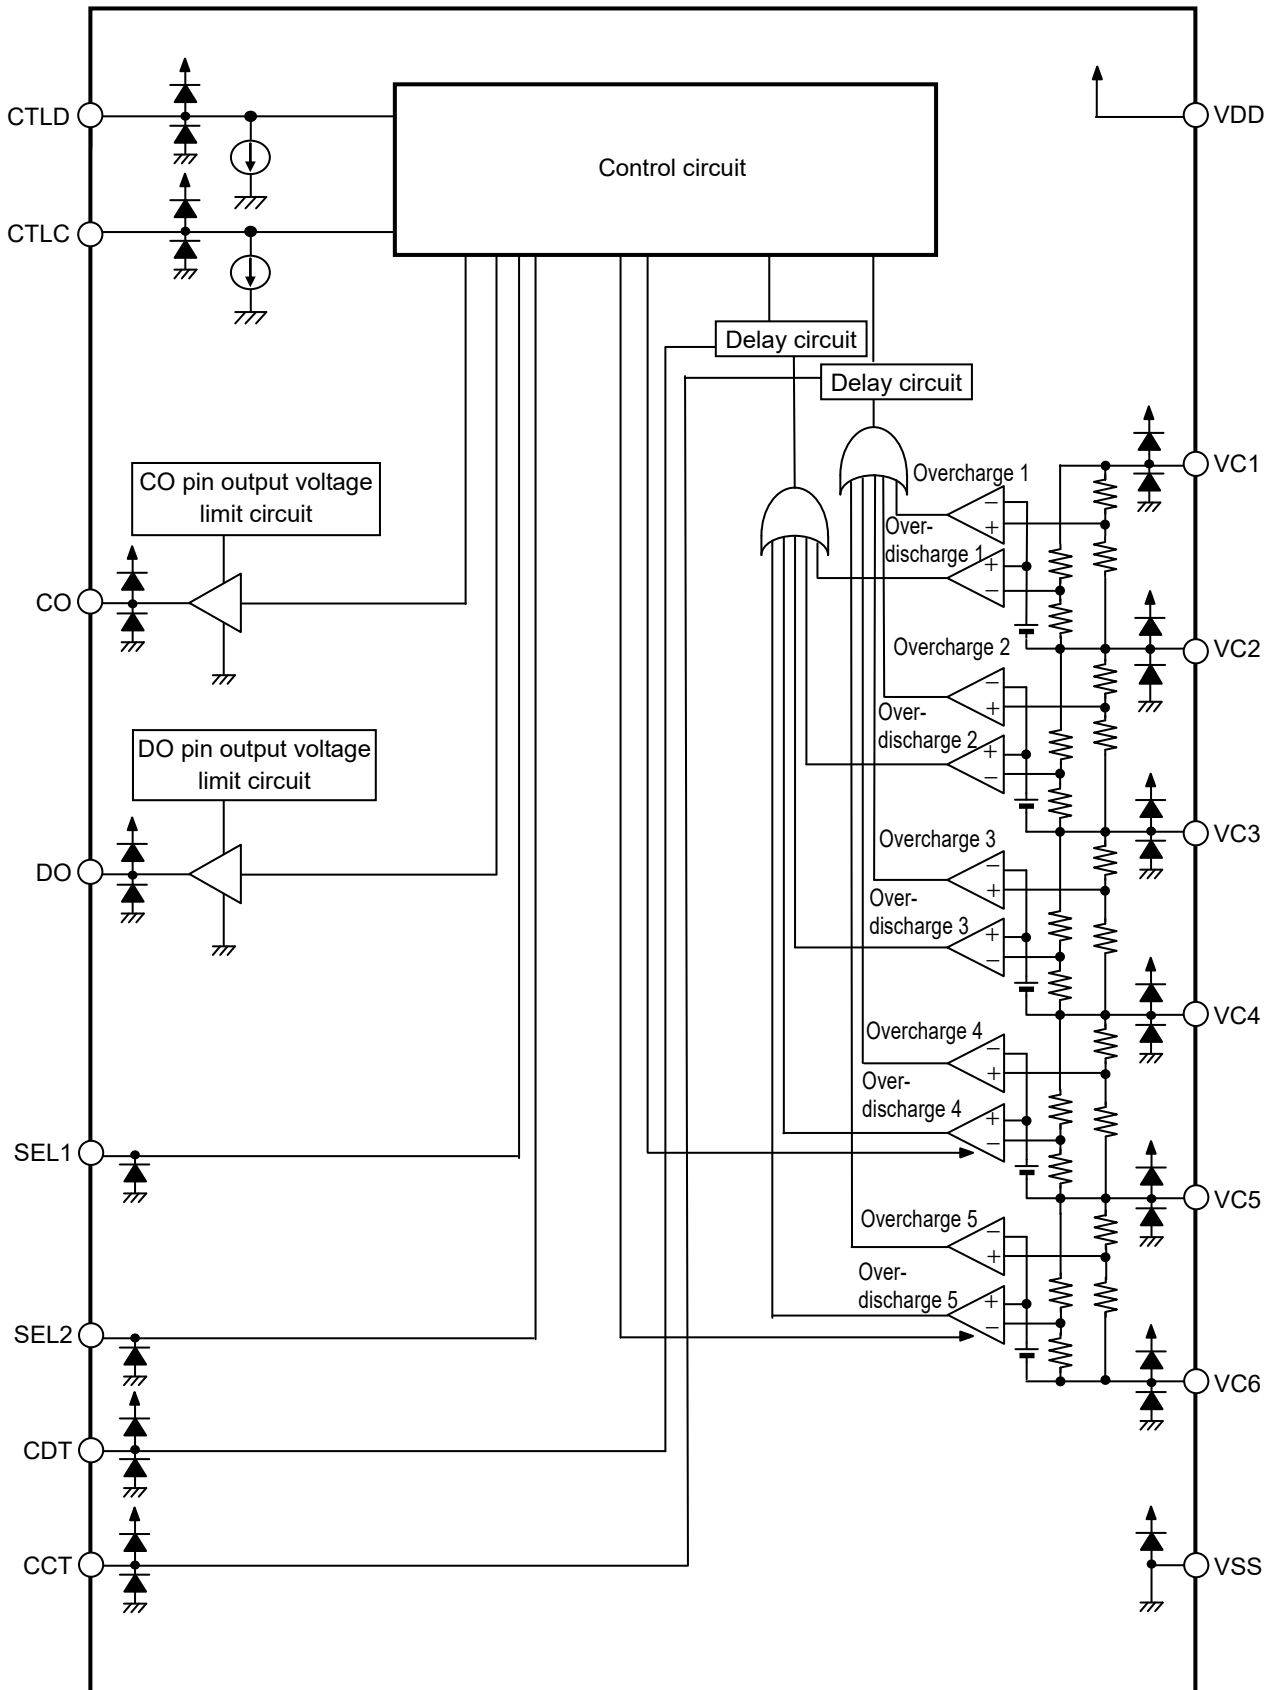 CTLD
VDD
Control circuit
CTLC
Delay circuit
Delay circuit
CO pin output voltage
limit circuit
Overcharge 1
VC1
−
+
Over-
discharge 1
+
−
CO
Overcharge 2
VC2
−
+
Over-
discharge 2
+
−
DO pin output voltage
limit circuit
Overcharge 3
VC3
−
+
DO
Over-
discharge 3
+
−
Overcharge 4
VC4
−
+
Over-
discharge 4
+
−
SEL1
Overcharge 5
VC5
−
+
Over-
discharge 5
+
−
SEL2
VC6
CDT
CCT
VSS